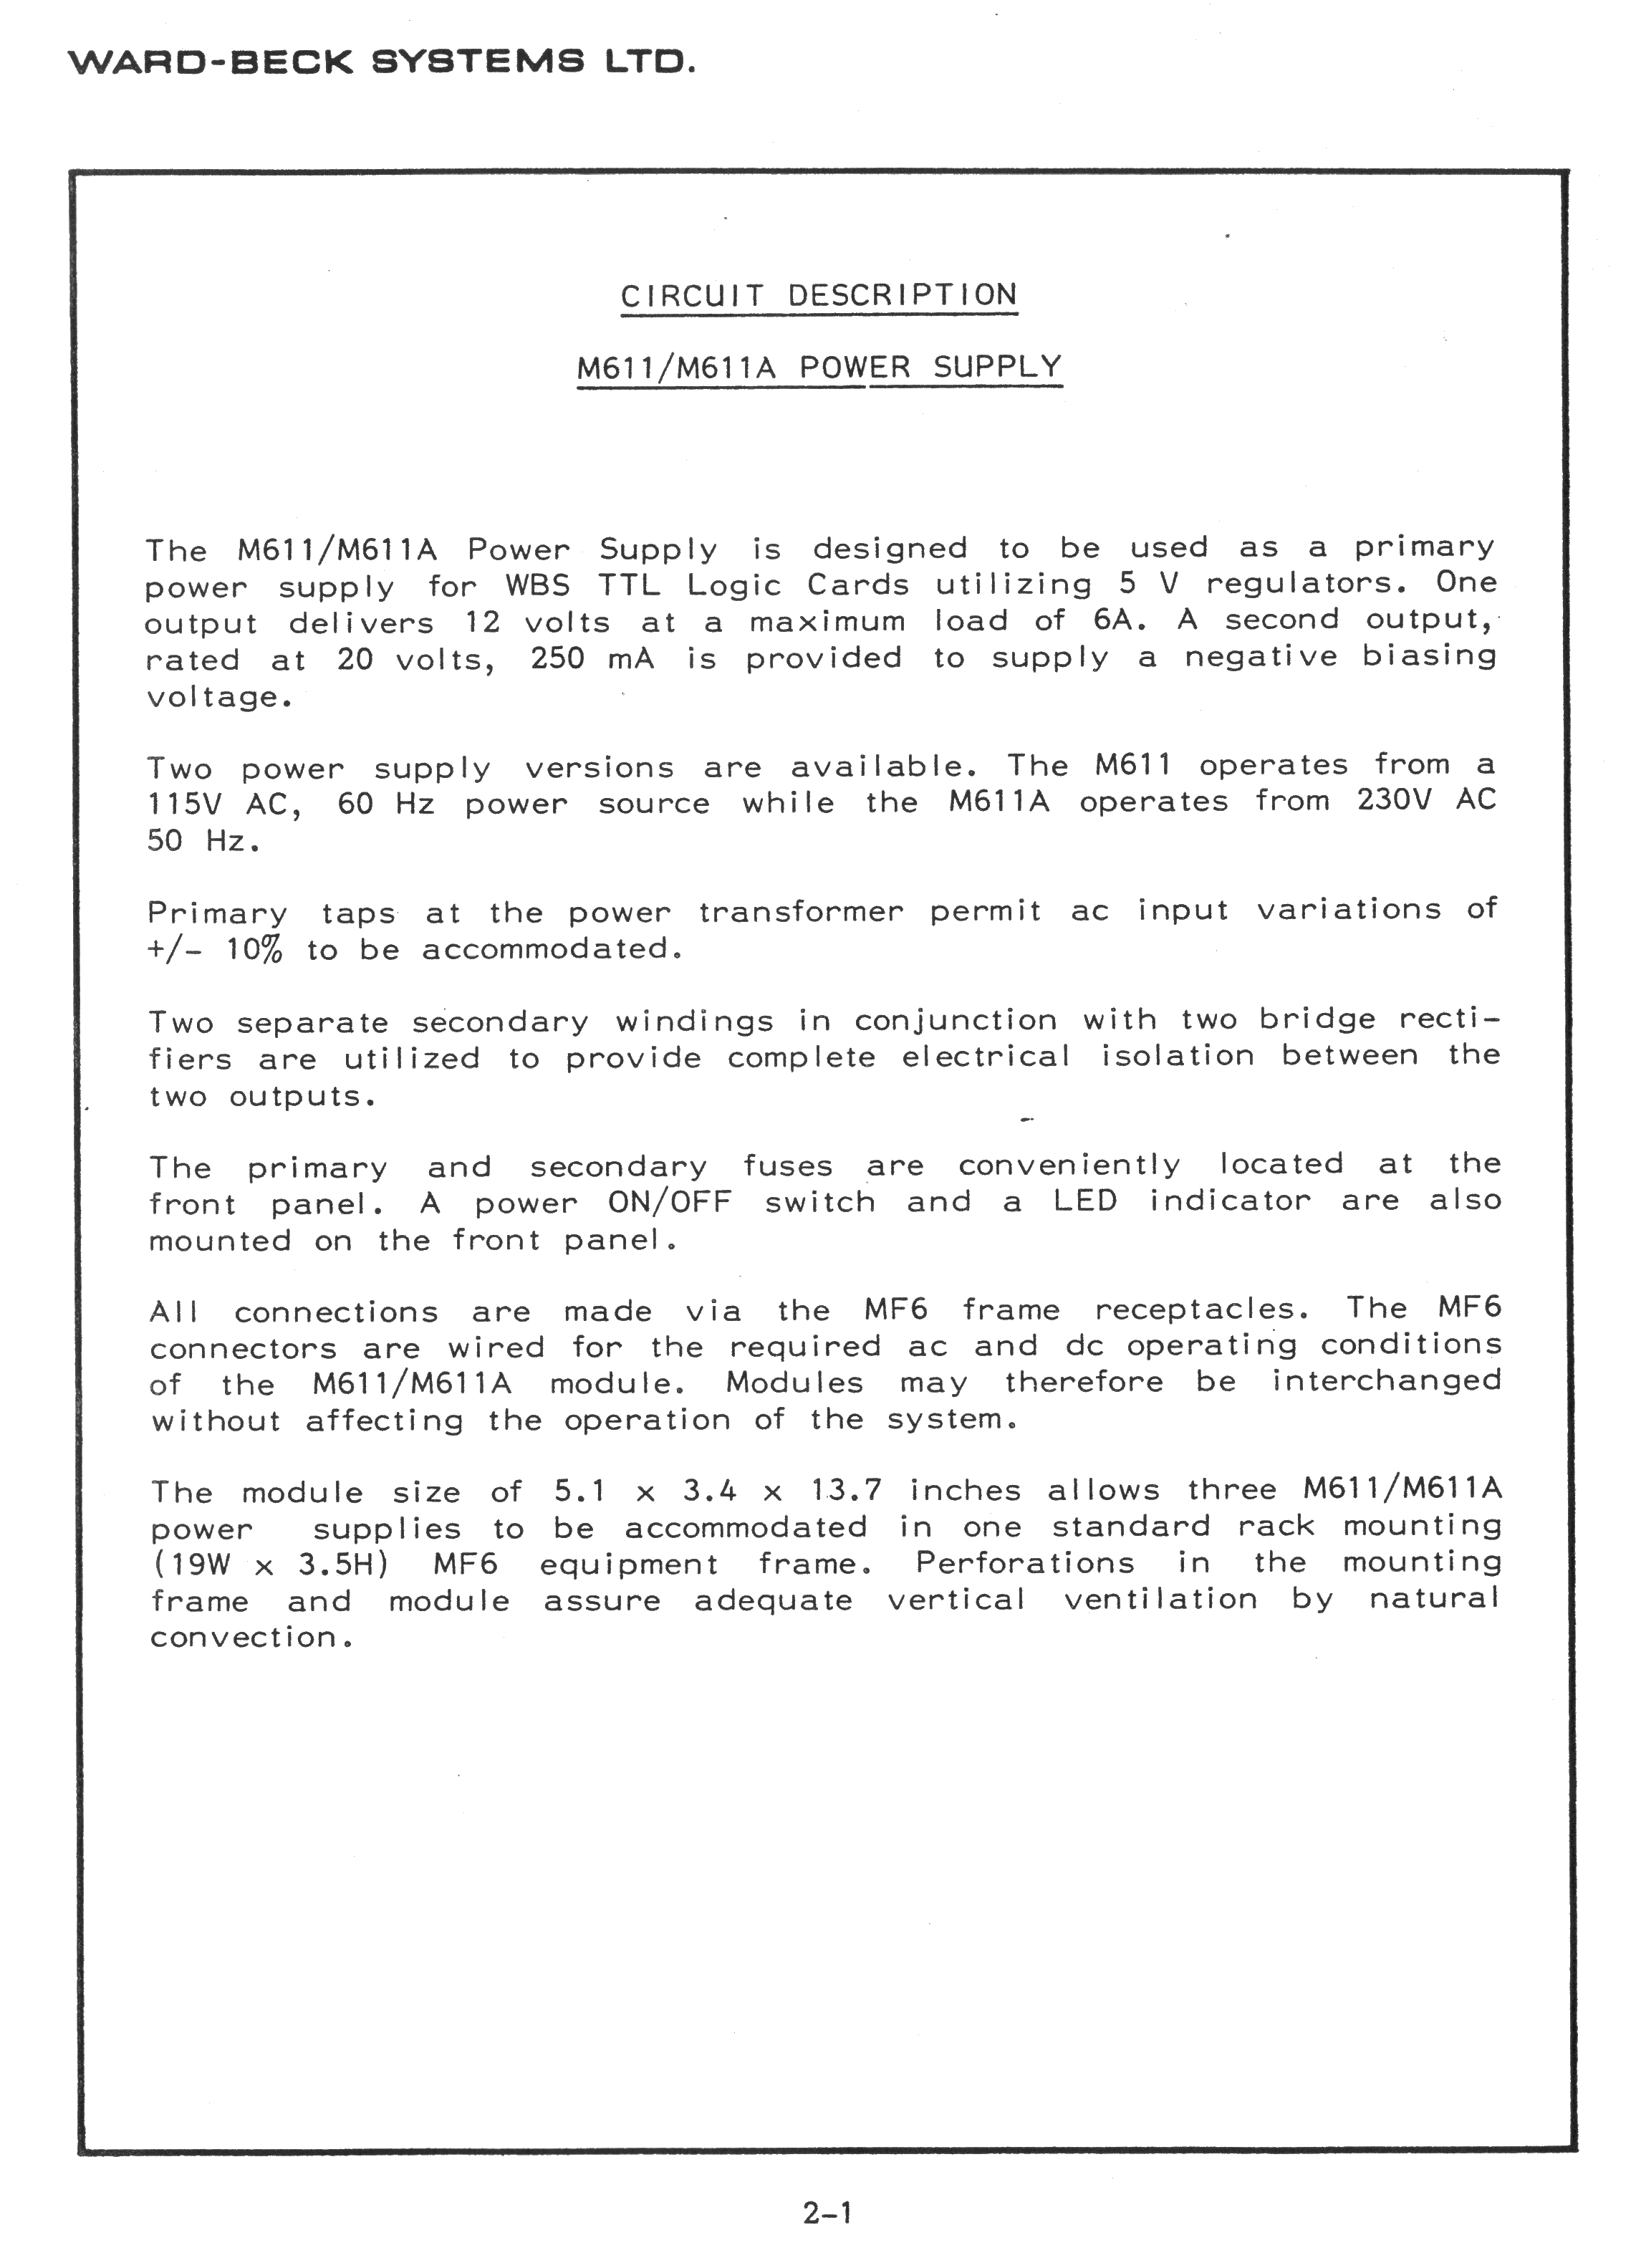 WARD-BECK SYSTEMS LTD.
CIRCUIT DESCRIPTION
M611/M611A POWER SUPPLY
The M611/M611A Power Supply is designed to be used as a primary
power supply for WBS TTL Logic Cards utilizing 5 V regulators. One
output delivers 12 volts at a maximum load of 6A. A second output,
rated at 20 volts, 250 mA is provided to supply a negative biasing
voltage.
Two power supply versions are available. The M611 operates from a
115V AC, 60 Hz power source while the M611A operates from 230V AC
50 Hz.
Primary taps at the power transformer permit ac input variations of
+/- 10% to be accommodated.
Two separate secondary windings in conjunction with two bridge recti-
fiers are utilized to provide complete electrical isolation between the
two outputs.
The primary and secondary fuses are conveniently located at the
front panel. A power ON/OFF switch and a LED indicator are also
mounted on the front panel.
All connections are made via the MF6 frame receptacles. The MF6
connectors are wired for the required ac and dc operating conditions
of the M611/M611A module. Modules may therefore be interchanged
without affecting the operation of the system.
The module size of 5.1 x 3.4 x 13.7 inches allows three M611/M611A
power supplies to be accommodated in one standard rack mounting
(19W x 3.5H) MF6 equipment frame. Perforations in the mounting
frame and module assure adequate vertical ventilation by natural
convection.
2-1